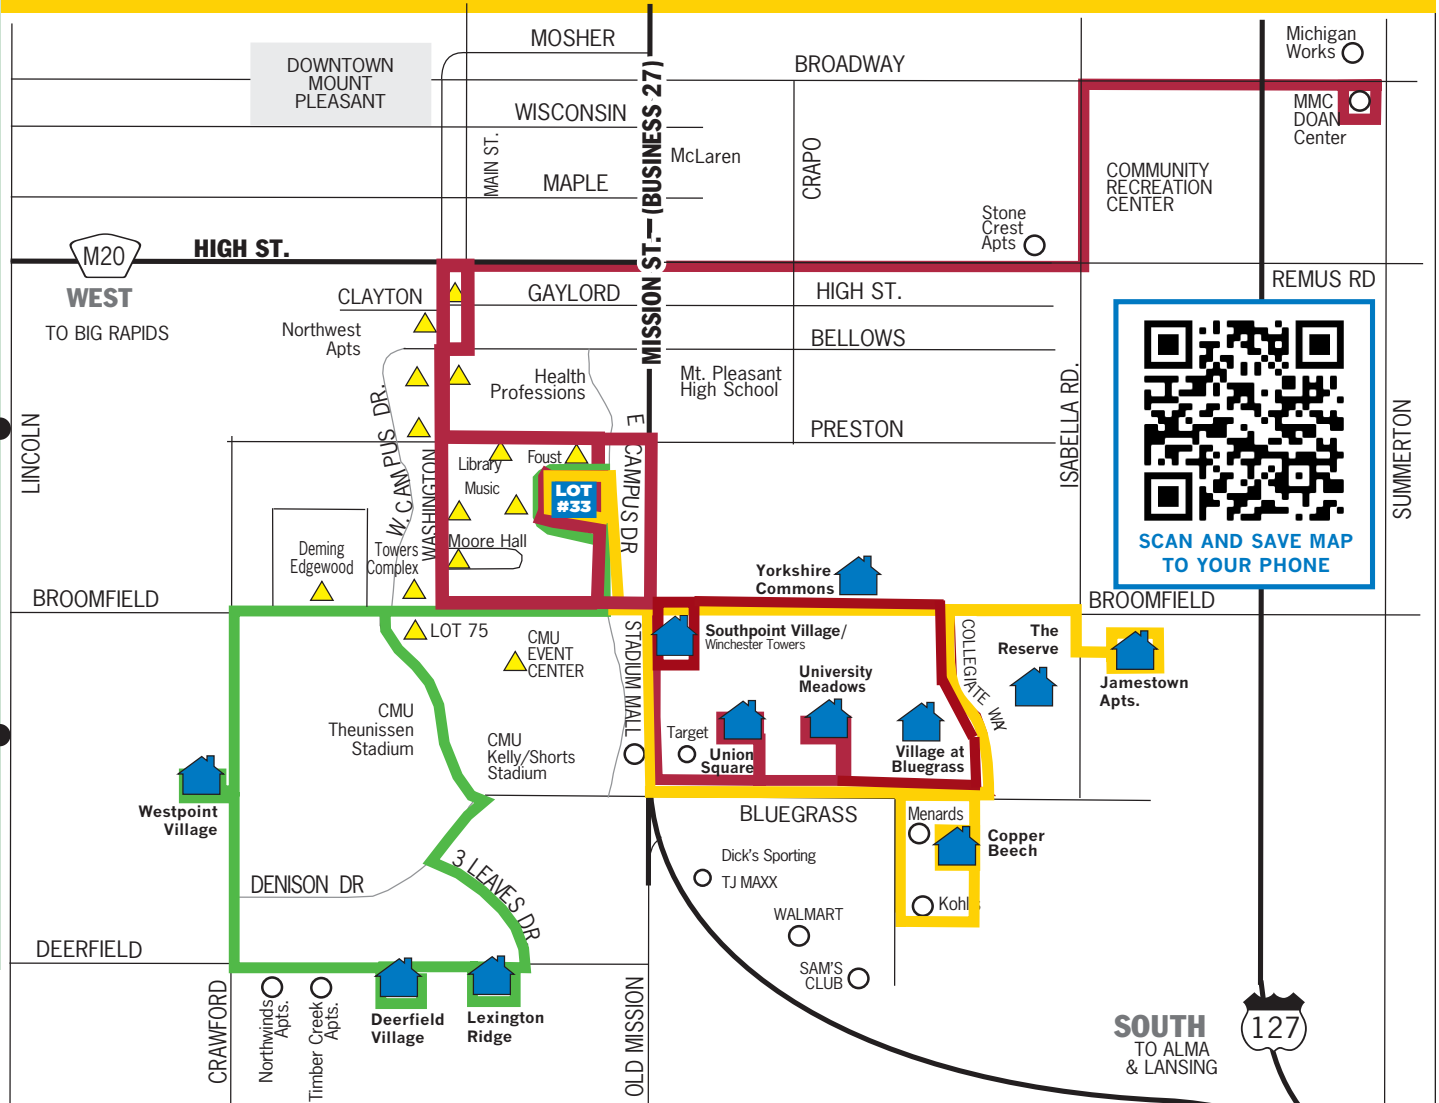 MOSHER
DOWNTOWN
MOUNT
PLEASANT
BROADWAY
Michigan
Works
WISCONSIN
MMC
DOAN
Center
MAIN ST.
MISSION ST.—(BUSINESS 27)
McLaren
CRAPO
MAPLE
COMMUNITY
RECREATION
CENTER
Stone
Crest
Apts
M20
HIGH ST.
WEST
TO BIG RAPIDS
REMUS RD
CLAYTON
GAYLORD
HIGH ST.
Northwest
Apts
BELLOWS
Health
Professions
Mt. Pleasant
High School
ISABELLA RD.
SUMMERTON
LINCOLN
W. CAMPUS DR.
WASHINGTON
E CAMPUS DR
PRESTON
Library
Foust
Music
LOT
#33
Moore Hall
Deming
Edgewood
Towers
Complex
SCAN AND SAVE MAP
TO YOUR PHONE
Yorkshire
Commons
BROOMFIELD
BROOMFIELD
LOT 75
CMU
EVENT
CENTER
STADIUM MALL
Southpoint Village/
Winchester Towers
COLLEGIATE WAY
The
Reserve
Jamestown
Apts.
University
Meadows
CMU
Theunissen
Stadium
CMU
Kelly/Shorts
Stadium
Target
Union
Square
Village at
Bluegrass
Westpoint
Village
BLUEGRASS
Menards
Copper
Beech
Dick's Sporting
TJ MAXX
3 LEAVES DR
DENISON DR
Kohls
WALMART
DEERFIELD
SAM'S
CLUB
CRAWFORD
Northwinds
Apts.
Timber Creek
Apts.
Deerfield
Village
Lexington
Ridge
OLD MISSION
SOUTH
TO ALMA
& LANSING
127